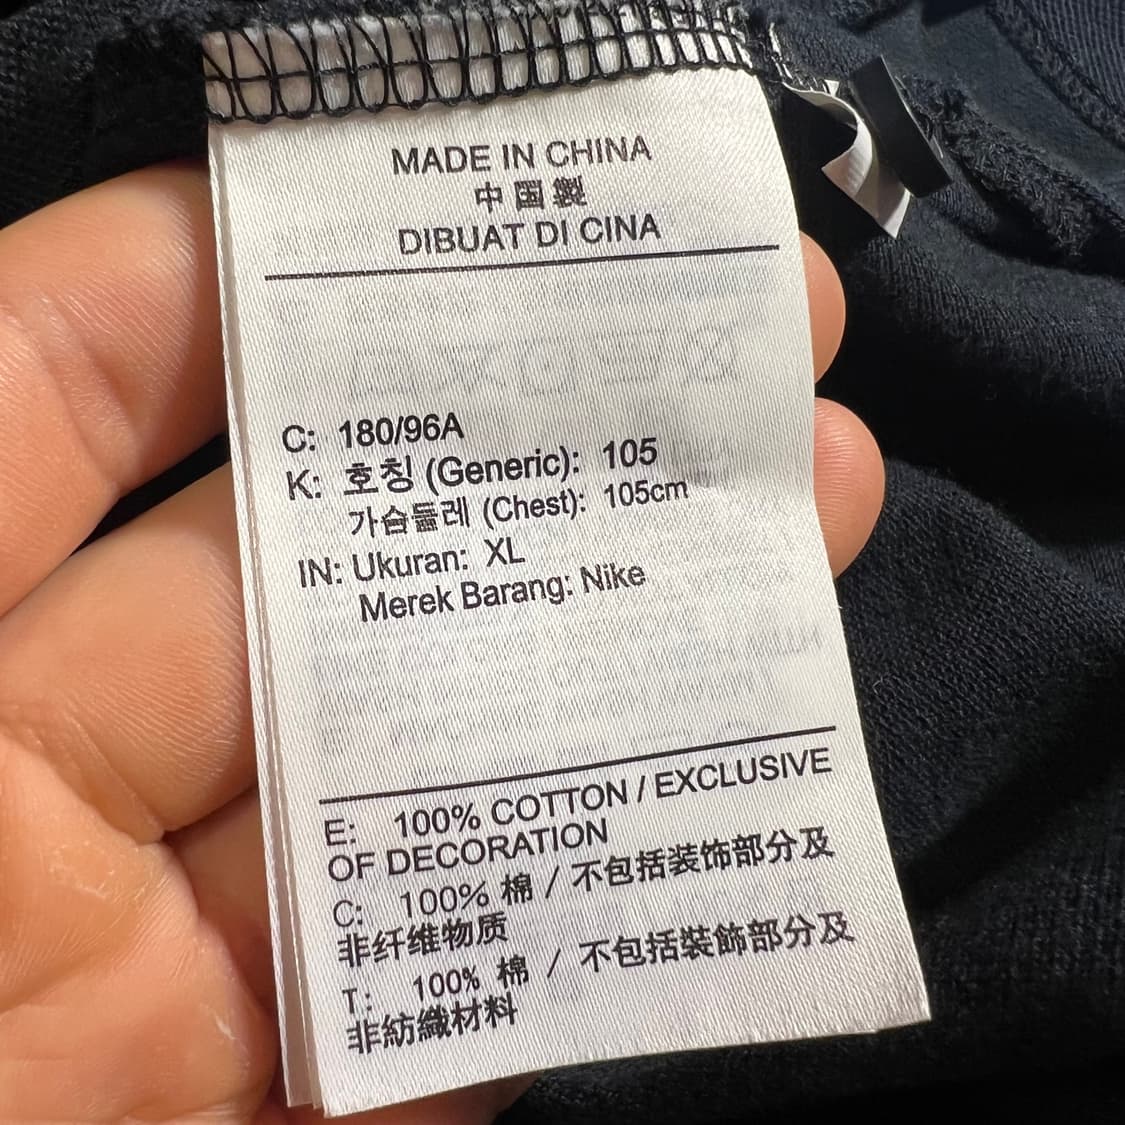 MADE IN CHINA
中国製
DIBUAT DI CINA
C: 180/96A
K: 호칭 (Generic): 105
가슴둘레 (Chest): 105cm
IN: Ukuran: XL
Merek Barang: Nike
E: 100% COTTON / EXCLUSIVE
OF DECORATION
C: 100% 棉 / 不包括装饰部分及
非纤维物质
T: 100% 棉 / 不包括裝飾部分及
非紡織材料